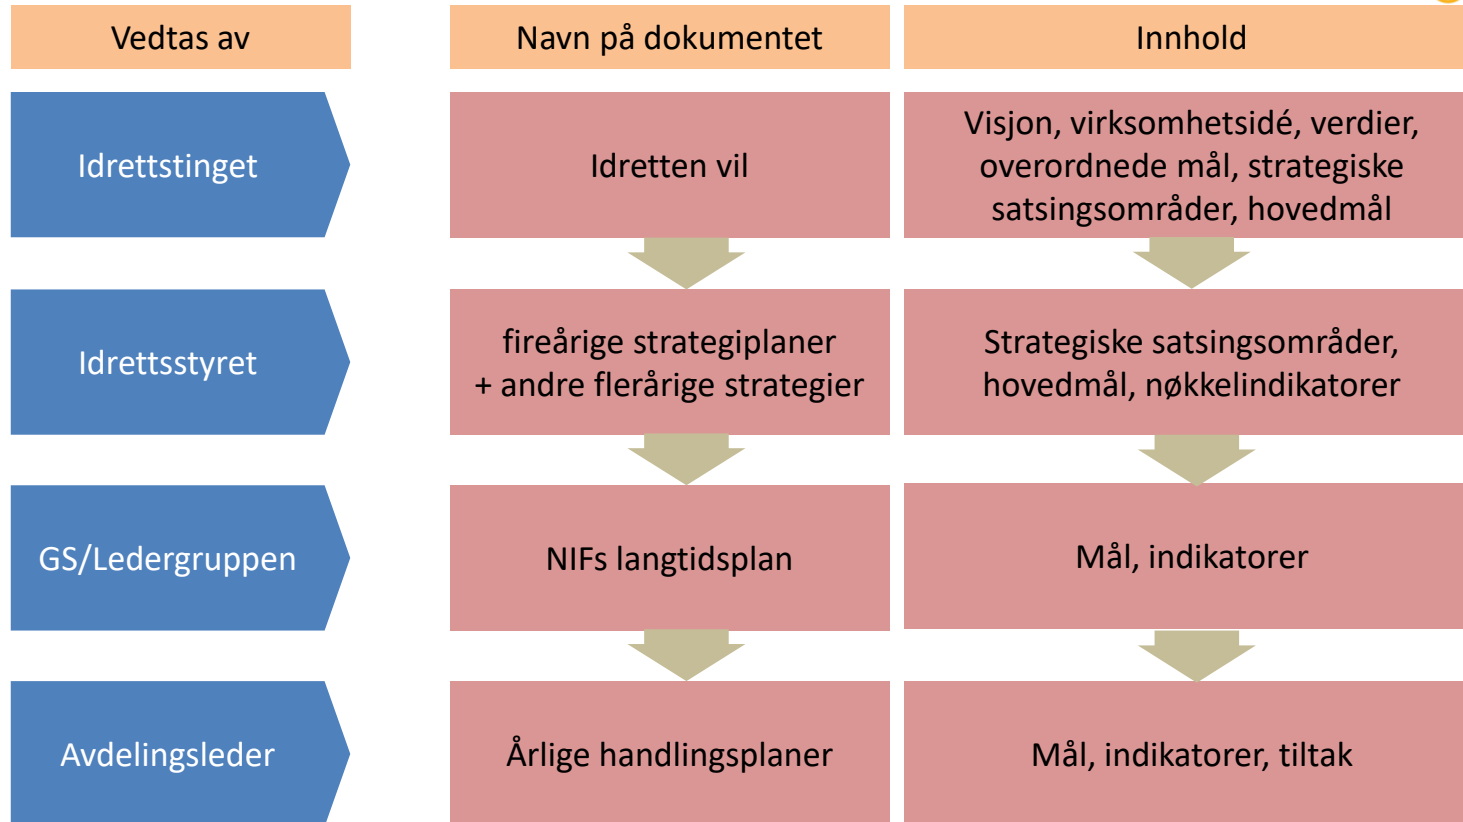 Vedtas av
Navn på dokumentet
Innhold
Idrettstinget
Idretten vil
Visjon, virksomhetsidé, verdier,
overordnede mål, strategiske
satsingsområder, hovedmål
Idrettsstyret
fireårige strategiplaner
+ andre flerårige strategier
Strategiske satsingsområder,
hovedmål, nøkkelindikatorer
GS/Ledergruppen
NIFs langtidsplan
Mål, indikatorer
Avdelingsleder
Årlige handlingsplaner
Mål, indikatorer, tiltak